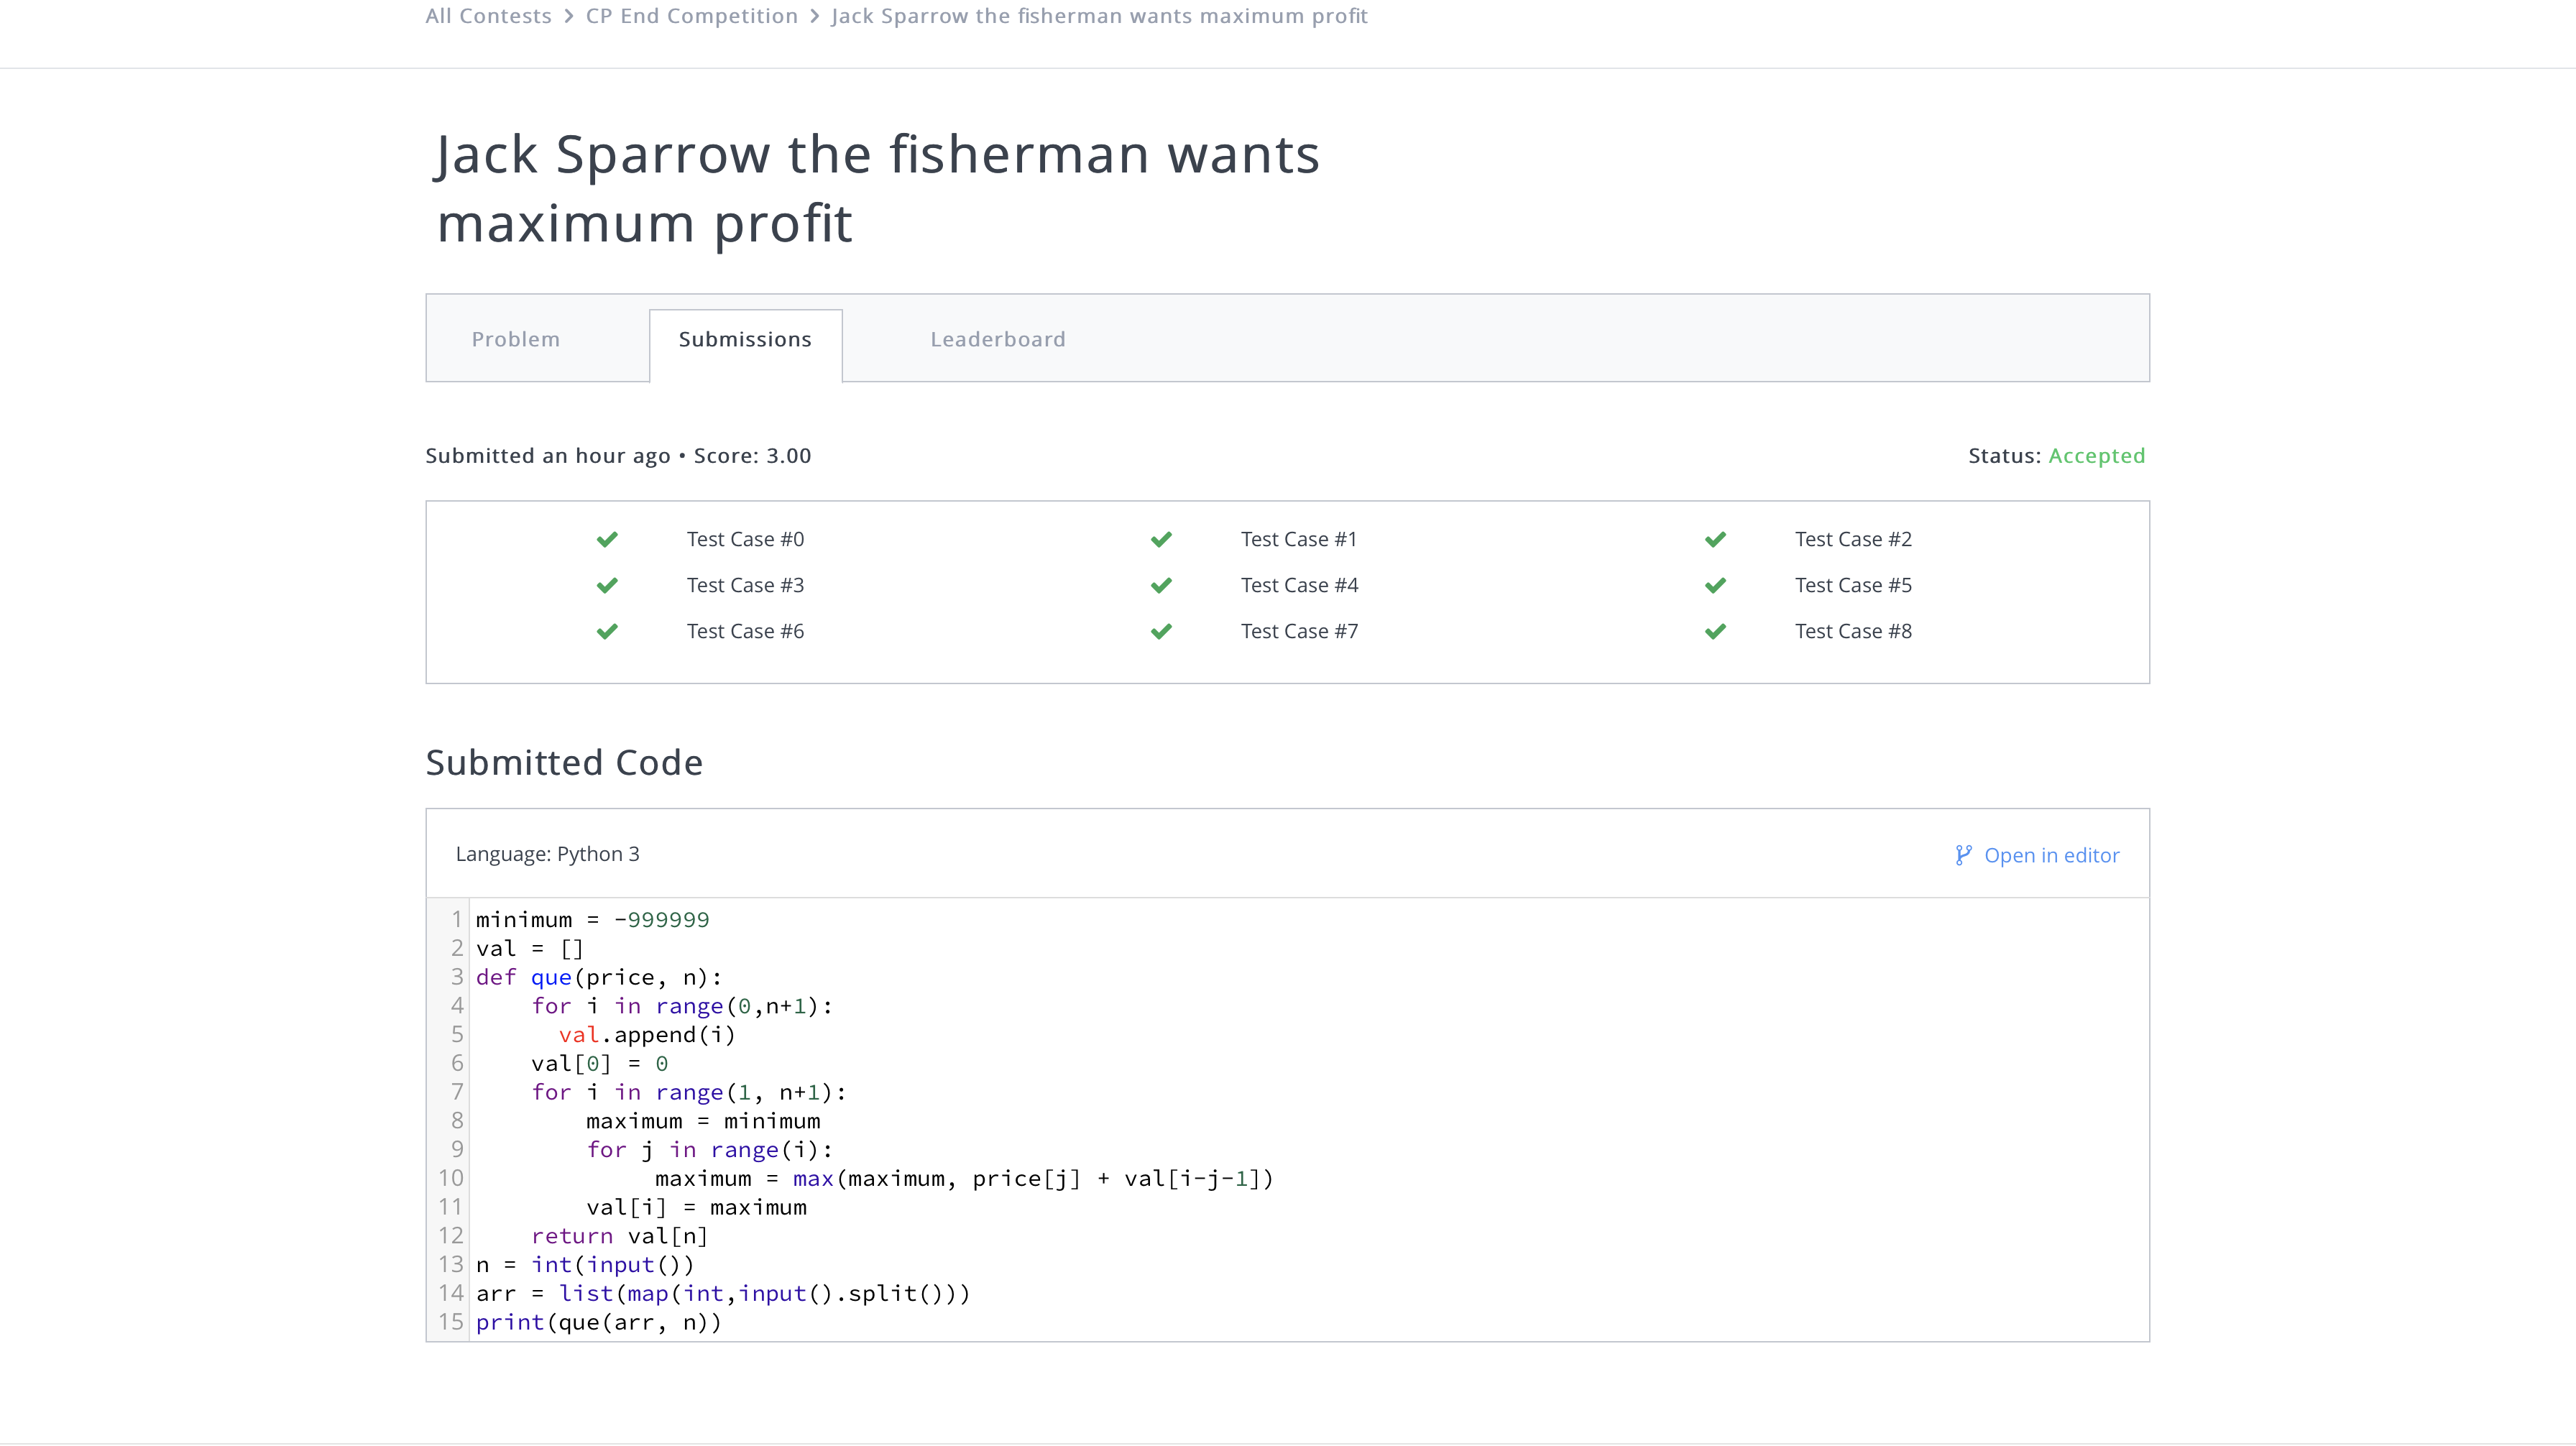 All Contests > CP End Competition > Jack Sparrow the fisherman wants maximum profit
Jack Sparrow the fisherman wants
maximum profit
Problem Submissions Leaderboard
Submitted an hour ago • Score: 3.00 Status: Accepted
Test Case #0 Test Case #1 Test Case #2
Test Case #3 Test Case #4 Test Case #5
Test Case #6 Test Case #7 Test Case #8
Submitted Code
Language: Python 3 Open in editor
1 minimum = -999999
2 val = []
3 def que(price, n):
4     for i in range(0,n+1):
5       val.append(i)
6     val[0] = 0
7     for i in range(1, n+1):
8         maximum = minimum
9         for j in range(i):
10              maximum = max(maximum, price[j] + val[i-j-1])
11         val[i] = maximum
12     return val[n]
13 n = int(input())
14 arr = list(map(int,input().split()))
15 print(que(arr, n))